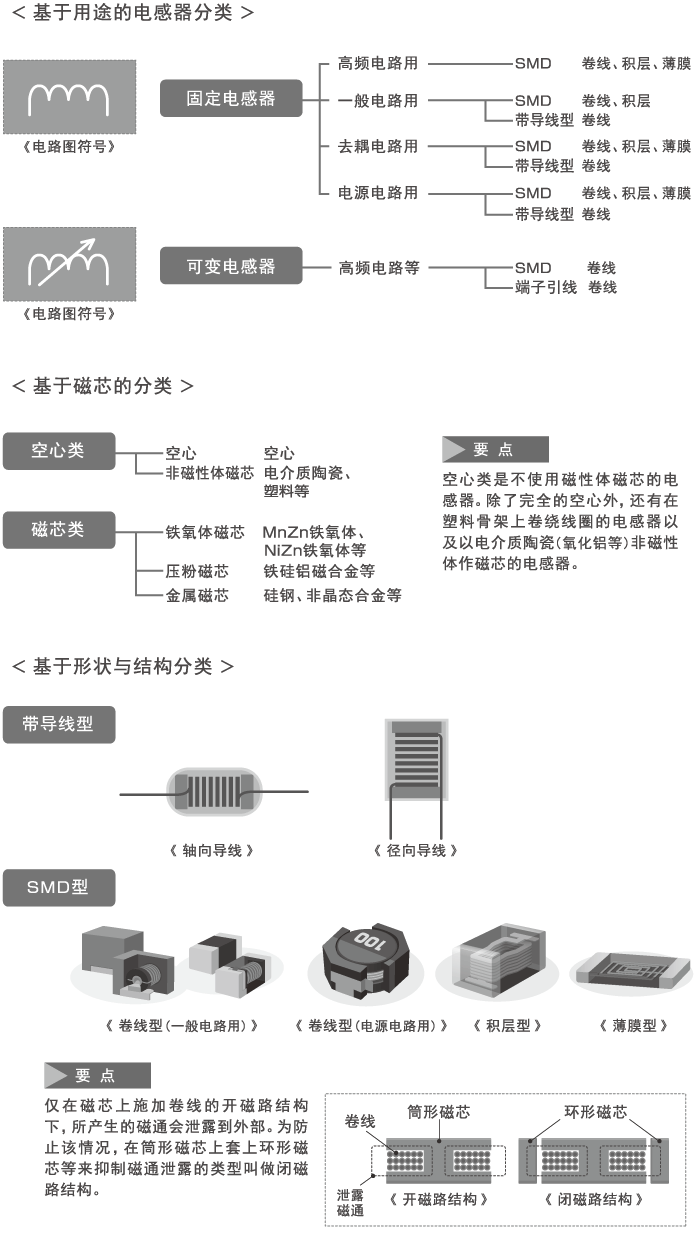 < 基于用途的电感器分类 >
《电路图符号》
固定电感器
高频电路用 SMD 卷线、积层、薄膜
一般电路用 SMD 卷线、积层
带导线型 卷线
去耦电路用 SMD 卷线、积层、薄膜
带导线型 卷线
电源电路用 SMD 卷线、积层、薄膜
带导线型 卷线
《电路图符号》
可变电感器
高频电路等 SMD 卷线
端子引线 卷线
< 基于磁芯的分类 >
空心类
空心 空心
非磁性体磁芯 电介质陶瓷、
塑料等
磁芯类
铁氧体磁芯 MnZn铁氧体、
NiZn铁氧体等
压粉磁芯 铁硅铝磁合金等
金属磁芯 硅钢、非晶态合金等
要点
空心类是不使用磁性体磁芯的电
感器。除了完全的空心外，还有在
塑料骨架上卷绕线圈的电感器以
及以电介质陶瓷(氧化铝等)非磁性
体作磁芯的电感器。
< 基于形状与结构分类 >
带导线型
《 轴向导线 》
《 径向导线 》
SMD型
100
《 卷线型(一般电路用) 》
《 卷线型(电源电路用) 》
《 积层型 》
《 薄膜型 》
要点
仅在磁芯上施加卷线的开磁路结构
下，所产生的磁通会泄露到外部。为防
止该情况，在筒形磁芯上套上环形磁
芯等来抑制磁通泄露的类型叫做闭磁
路结构。
卷线
筒形磁芯
环形磁芯
泄露
磁通
《 开磁路结构 》
《 闭磁路结构 》